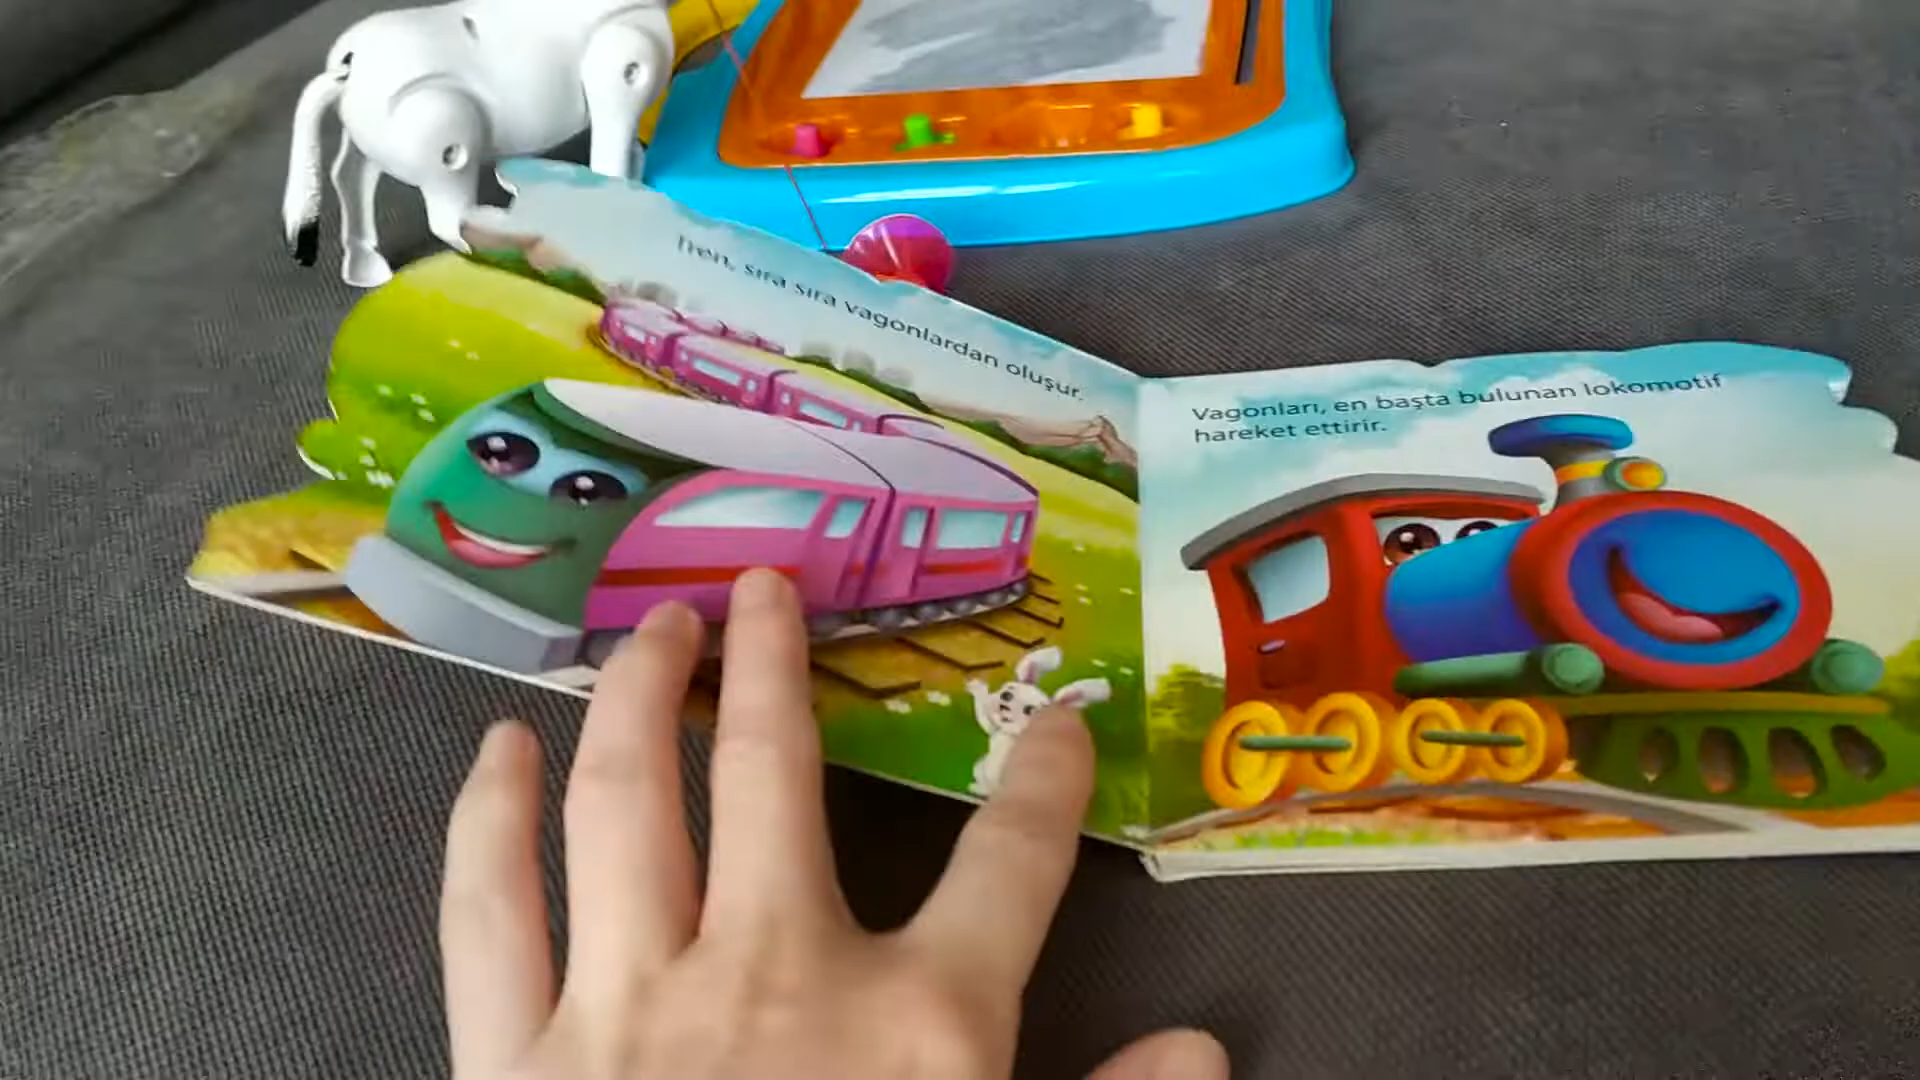 Tren, sıra sıra vagonlardan oluşur.
Vagonları, en başta bulunan lokomotif
hareket ettirir.